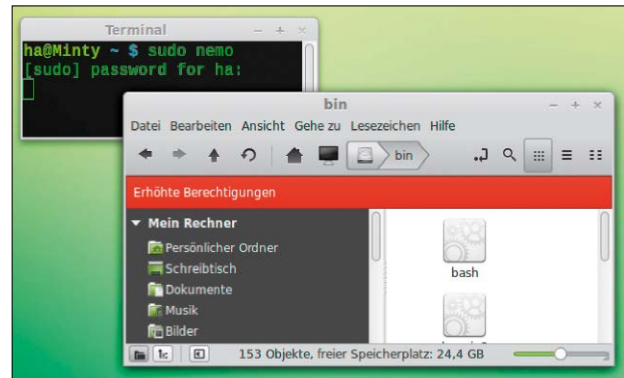 Terminal
ha@Minty ~ $ sudo nemo
[sudo] password for ha:
bin
Datei Bearbeiten Ansicht Gehe zu Lesezeichen Hilfe
bin
Erhöhte Berechtigungen
Mein Rechner
Persönlicher Ordner
Schreibtisch
Dokumente
Musik
Bilder
bash
153 Objekte, freier Speicherplatz: 24,4 GB